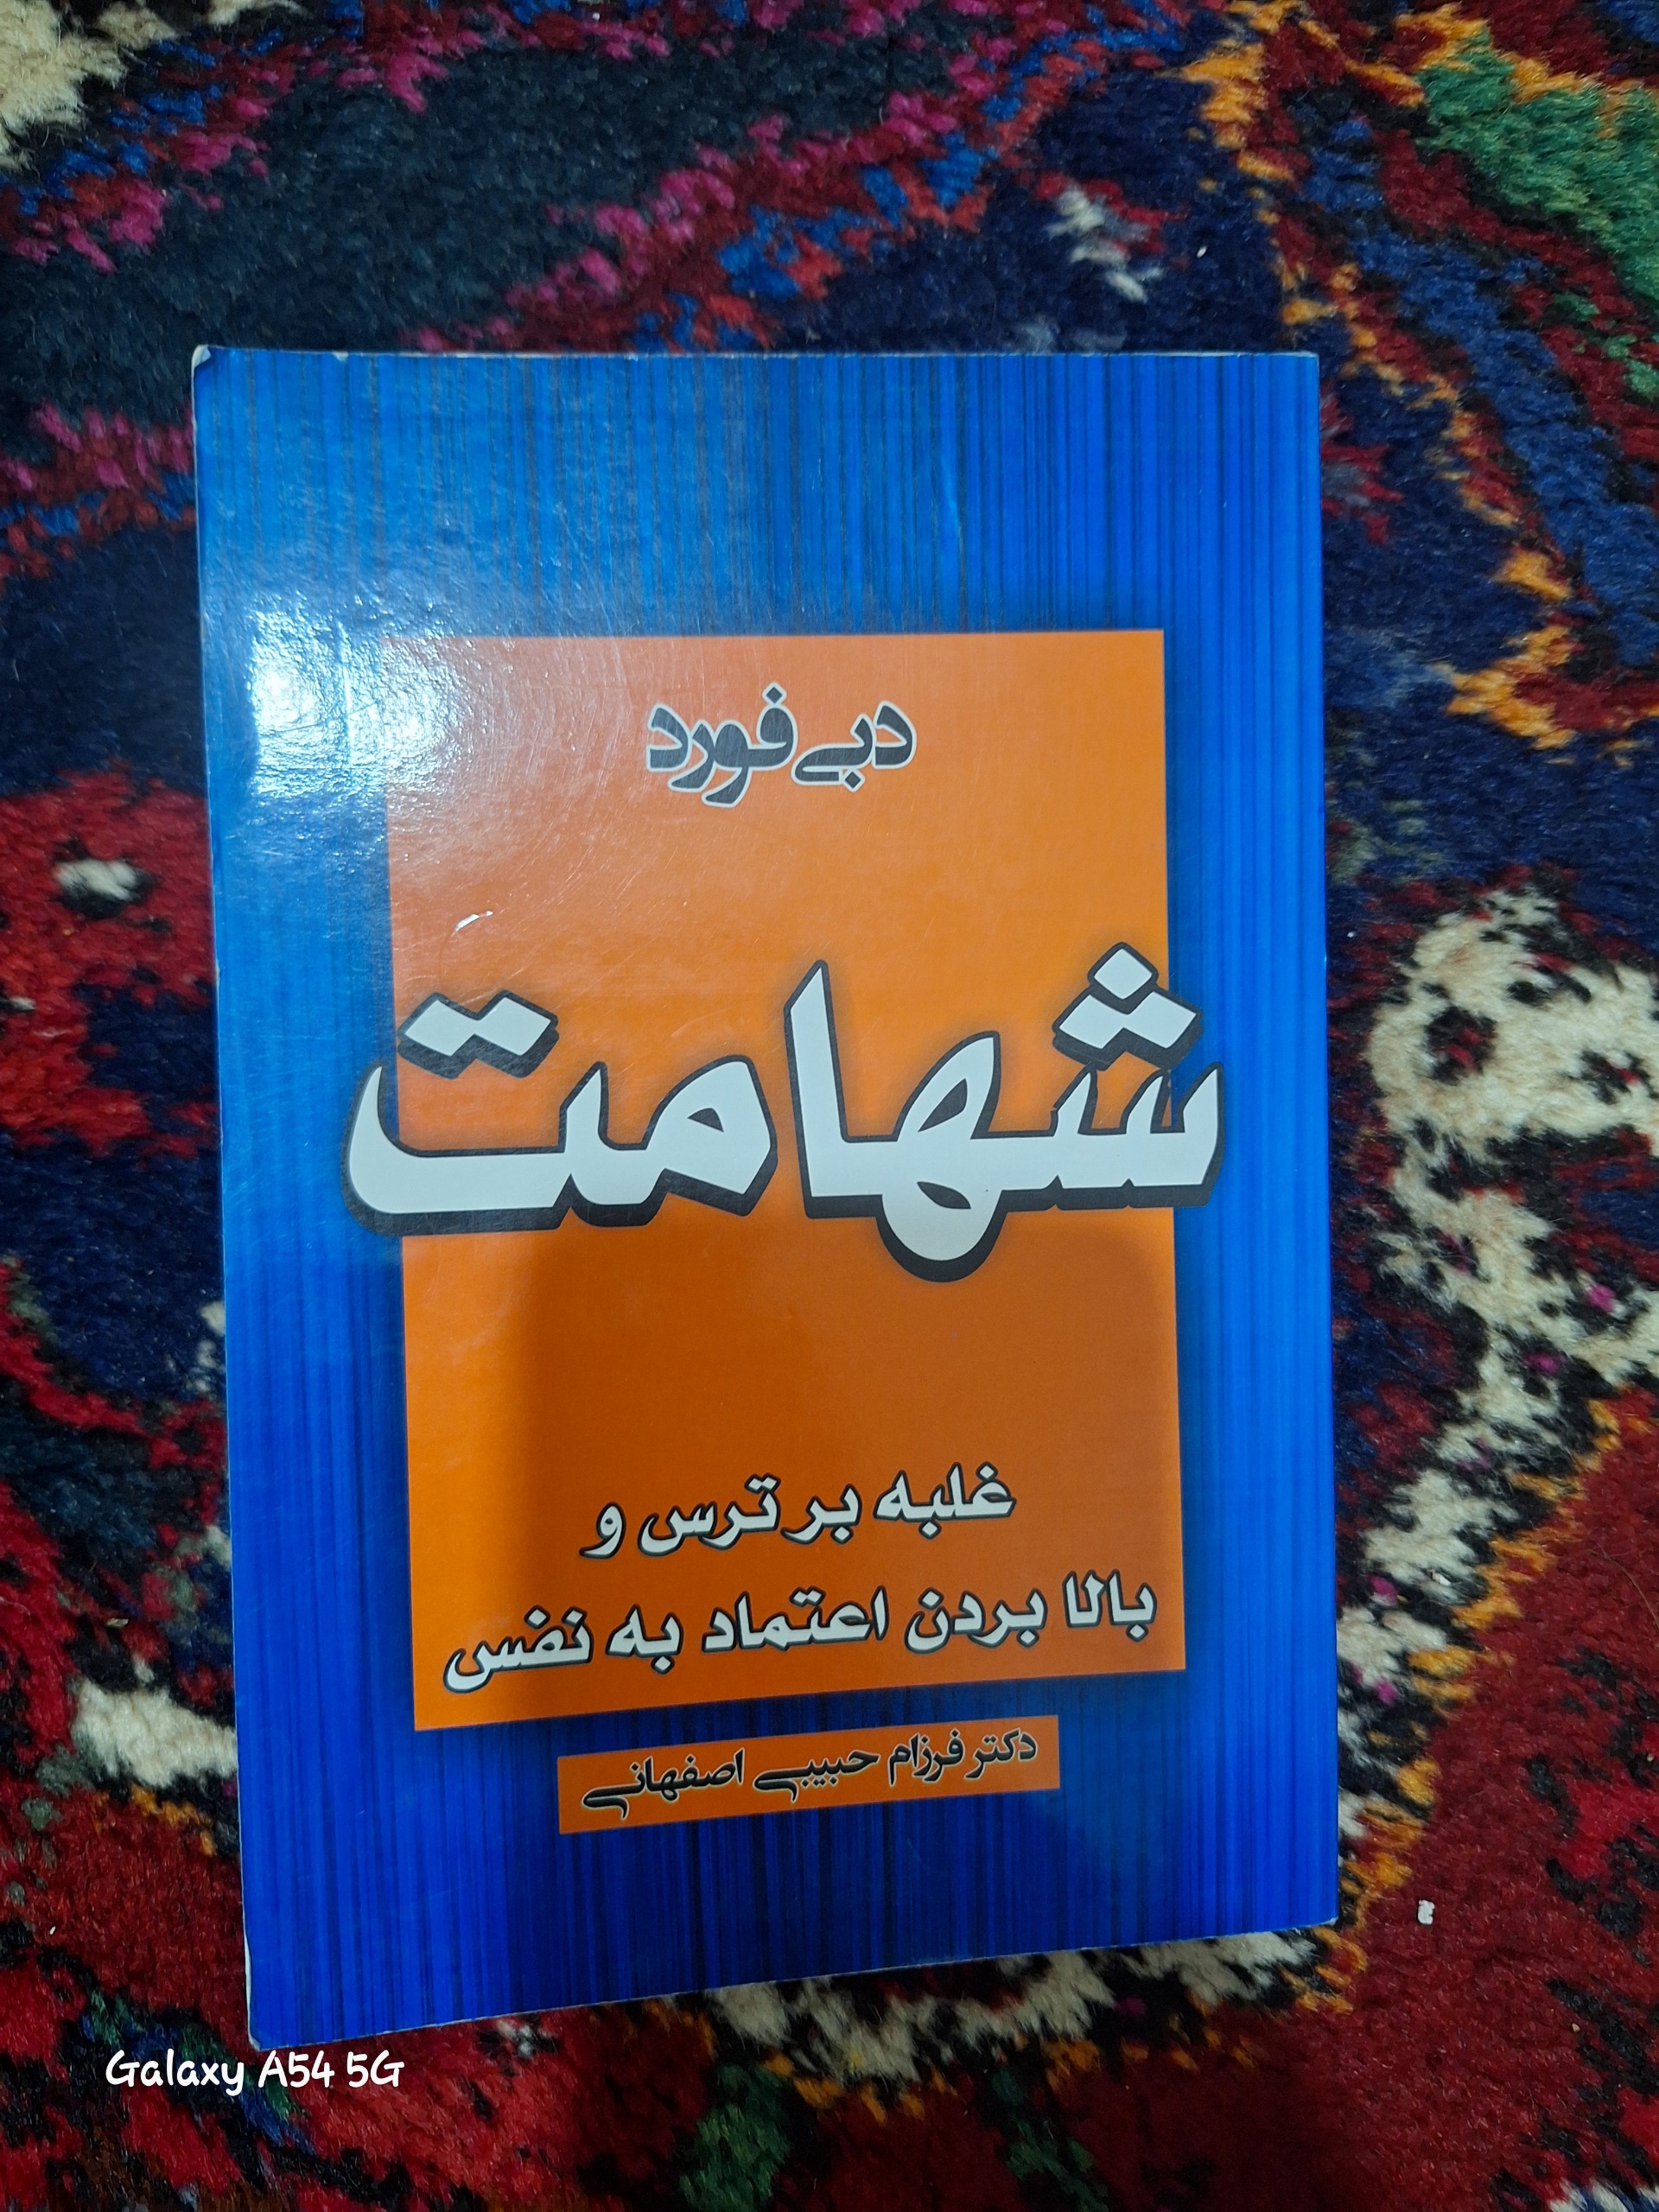 دبی فورد
شهامت
غلبه بر ترس و
بالا بردن اعتماد به نفس
دکتر فرزام حبیبی اصفهانی
Galaxy A54 5G